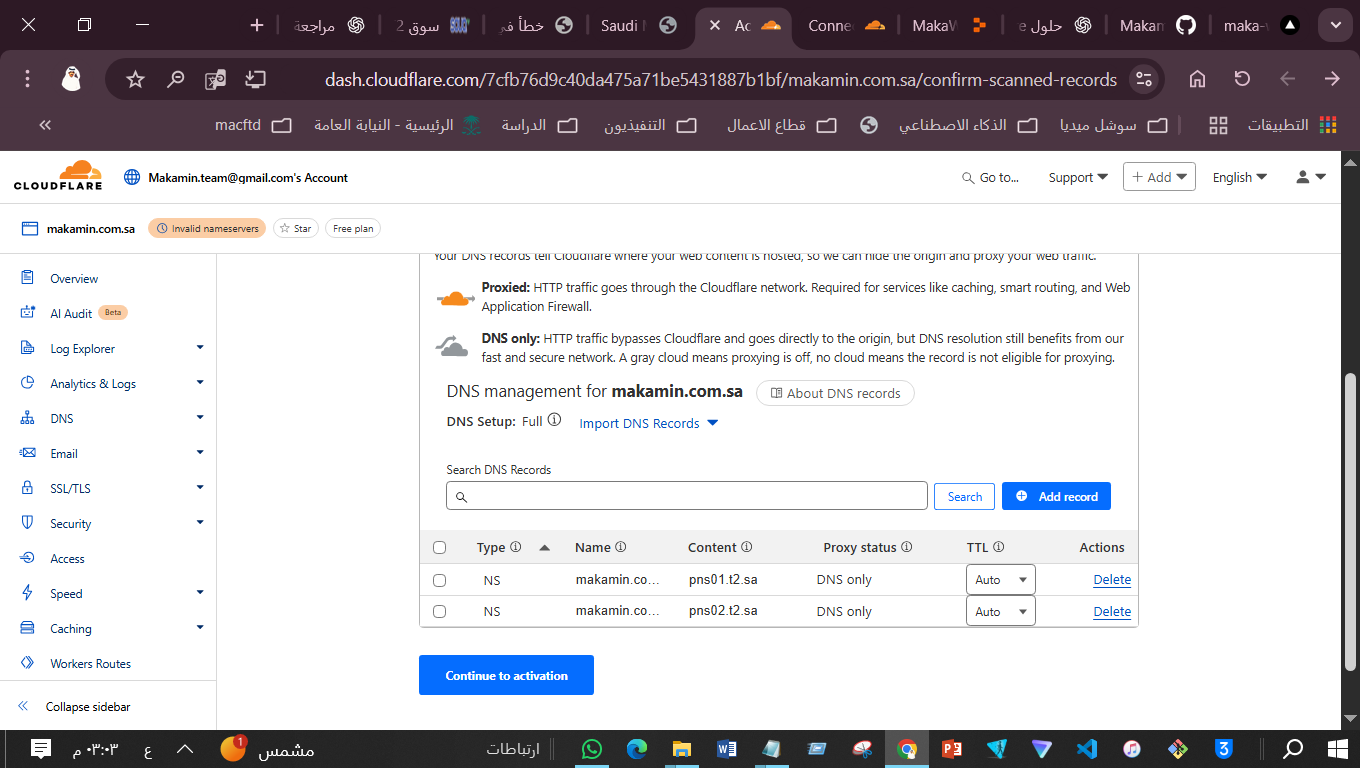 مراجعة
سوق 2
خطأ في
Saudi
Ac
Conne
MakaW
حلول
Makam
maka-
dash.cloudflare.com/7cfb76d9c40da475a71be5431887b1bf/makamin.com.sa/confirm-scanned-records
التطبيقات
سوشل ميديا
الذكاء الاصطناعي
قطاع الاعمال
التنفيذيون
الدراسة
الرئيسية - النيابة العامة
macftd
CLOUDFLARE
Makamin.team@gmail.com's Account
Go to...
Support
+ Add
English
makamin.com.sa
Invalid nameservers
Star
Free plan
Overview
AI Audit Beta
Log Explorer
Analytics & Logs
DNS
Email
SSL/TLS
Security
Access
Speed
Caching
Workers Routes
Collapse sidebar
Your DNS records tell Cloudflare where your web content is hosted, so we can hide the origin and proxy your web traffic.
Proxied: HTTP traffic goes through the Cloudflare network. Required for services like caching, smart routing, and Web
Application Firewall.
DNS only: HTTP traffic bypasses Cloudflare and goes directly to the origin, but DNS resolution still benefits from our
fast and secure network. A gray cloud means proxying is off, no cloud means the record is not eligible for proxying.
DNS management for makamin.com.sa
About DNS records
DNS Setup: Full
Import DNS Records
Search DNS Records
Search
Add record
Type Name Content Proxy status TTL Actions
NS makamin.co... pns01.t2.sa DNS only Auto Delete
NS makamin.co... pns02.t2.sa DNS only Auto Delete
Continue to activation
٠٣:٠٣ م
ع
1
مشمس
ارتباطات